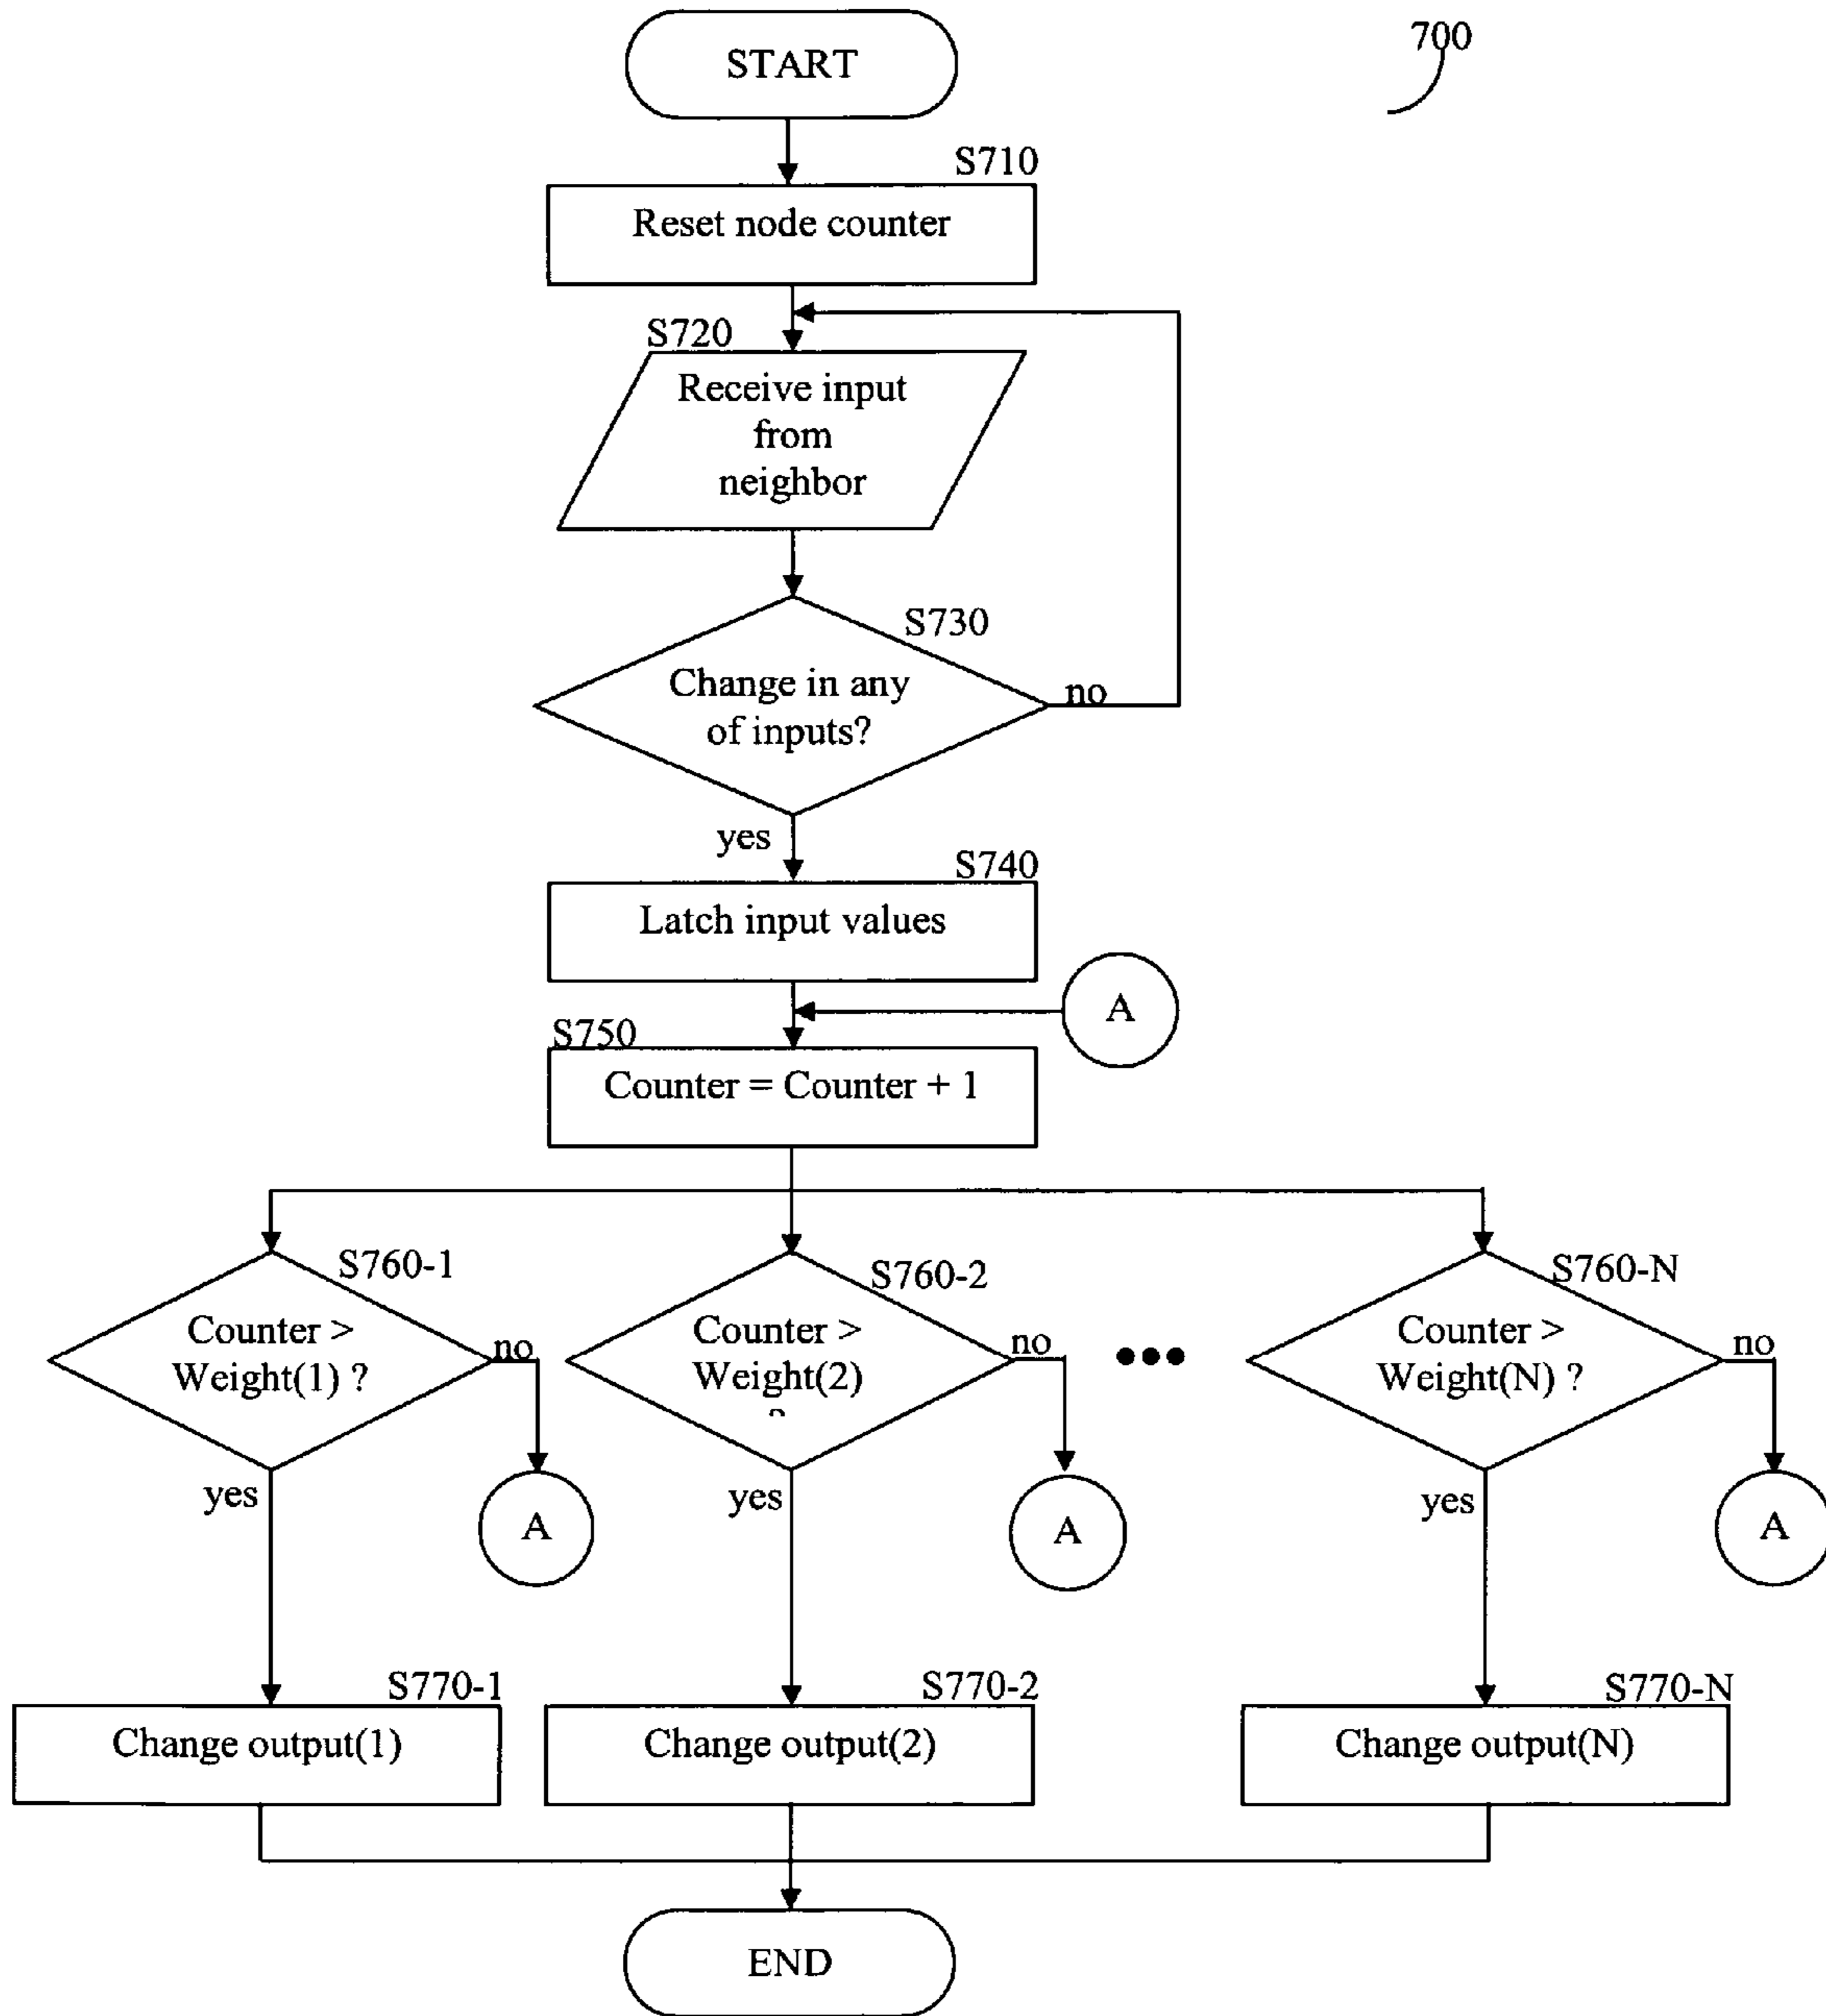 START
700
S710
Reset node counter
S720
Receive input
from
neighbor
S730
Change in any
of inputs?
no
yes
S740
Latch input values
A
S750
Counter = Counter + 1
S760-1
Counter >
Weight(1) ?
no
S760-2
Counter >
Weight(2)
?
no
•••
S760-N
Counter >
Weight(N) ?
no
yes
A
yes
A
yes
A
S770-1
Change output(1)
S770-2
Change output(2)
S770-N
Change output(N)
END